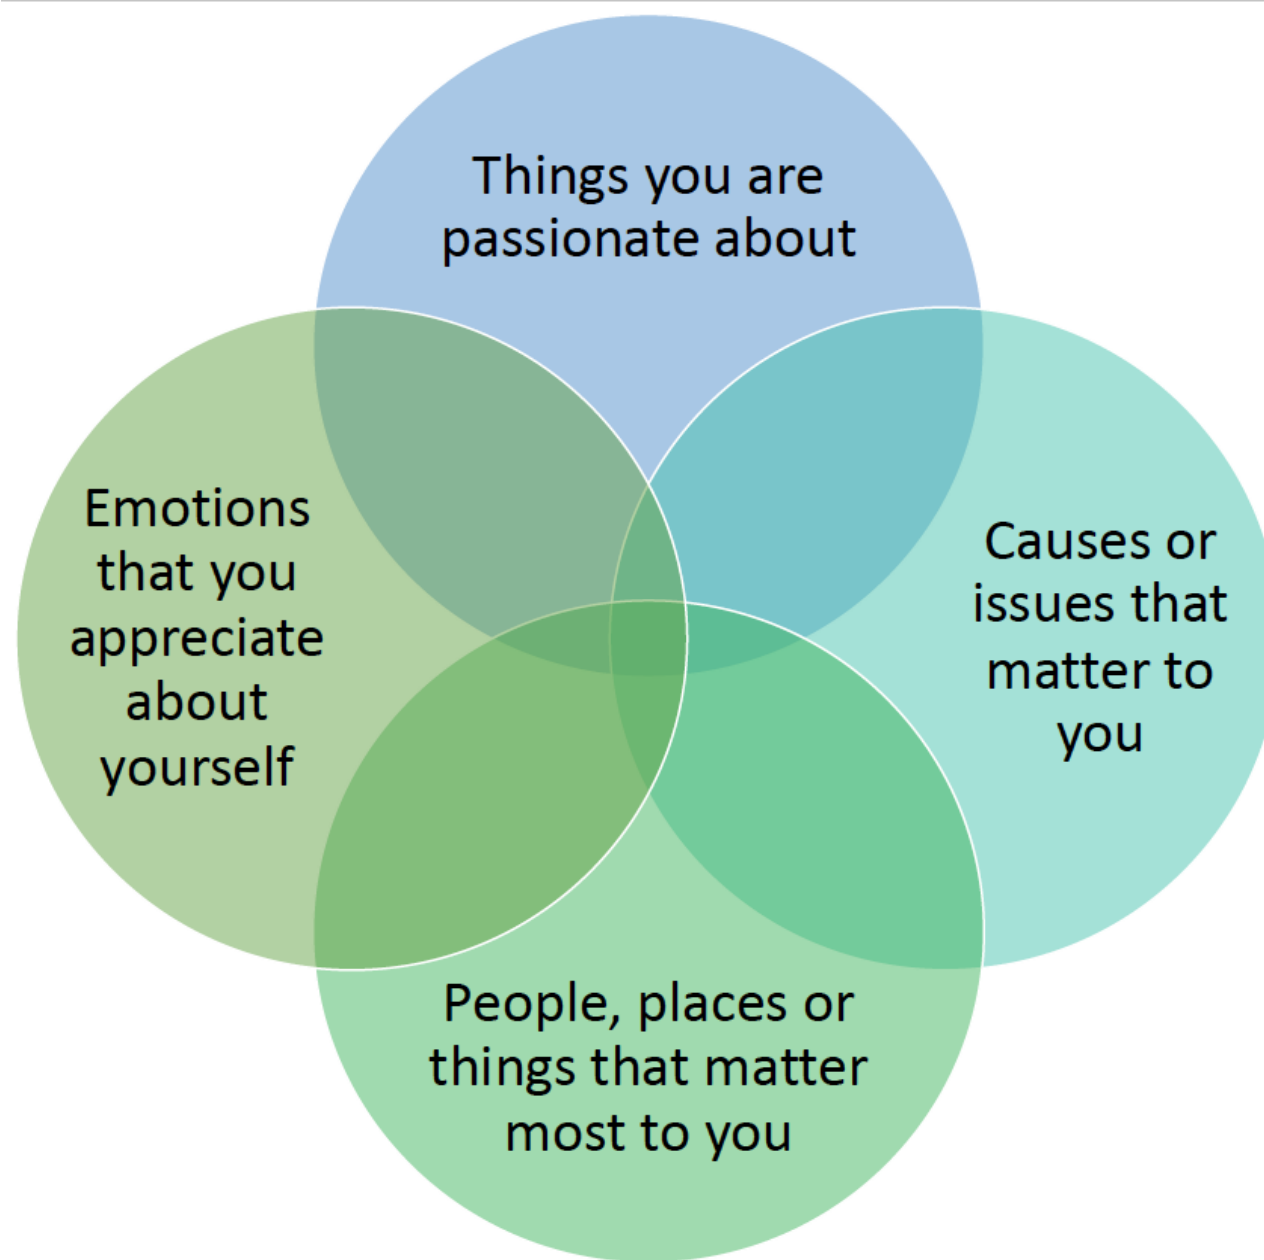 Things you are
passionate about
Emotions
that you
appreciate
about
yourself
Causes or
issues that
matter to
you
People, places or
things that matter
most to you